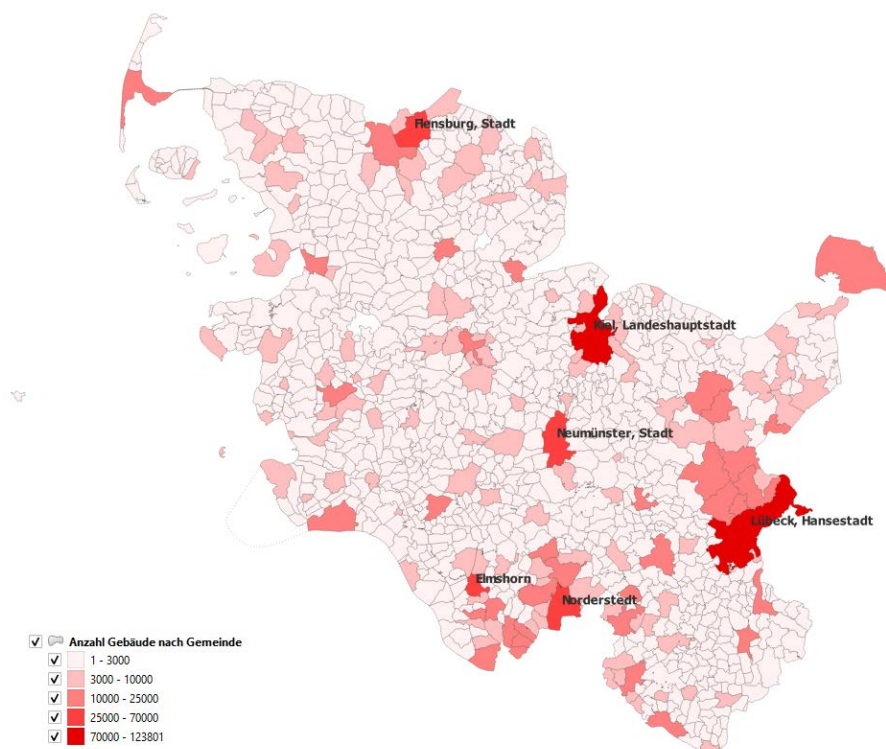 Flensburg, Stadt
Kiel, Landeshauptstadt
Neumünster, Stadt
Lübeck, Hansestadt
Elmshorn
Norderstedt
Anzahl Gebäude nach Gemeinde
1 - 3000
3000 - 10000
10000 - 25000
25000 - 70000
70000 - 123801